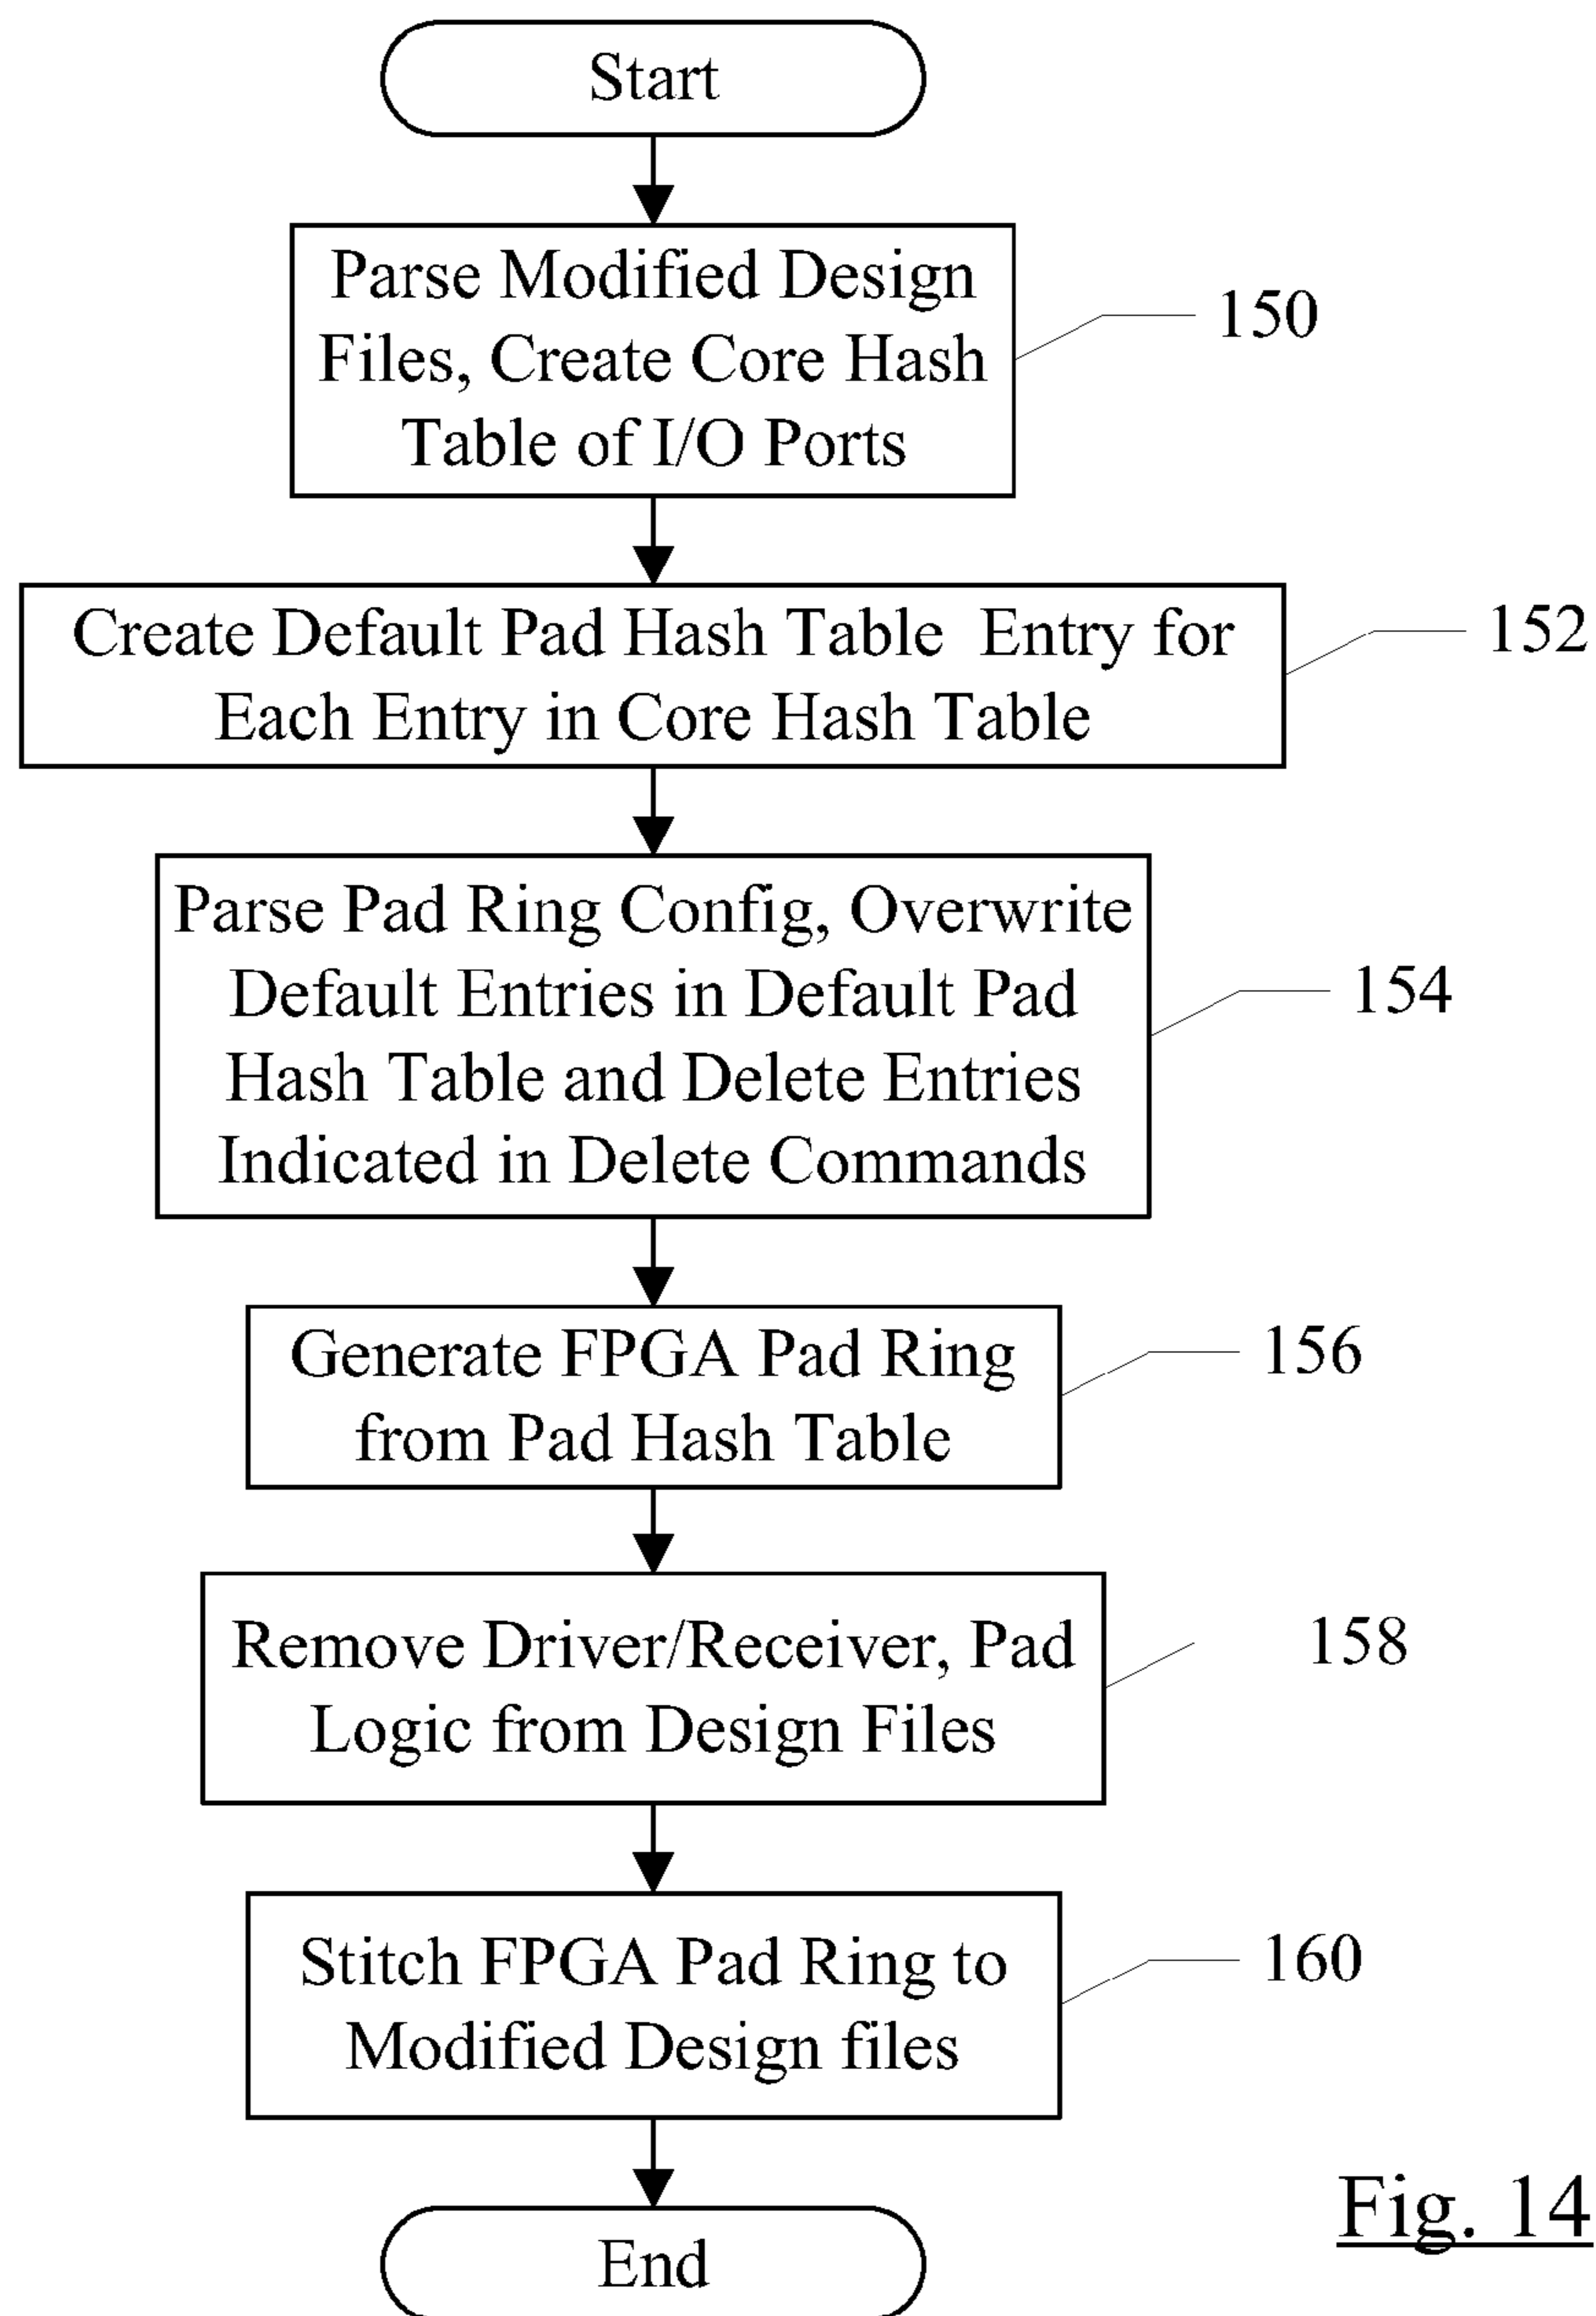 Start
Parse Modified Design
Files, Create Core Hash
Table of I/O Ports
150
Create Default Pad Hash Table Entry for
Each Entry in Core Hash Table
152
Parse Pad Ring Config, Overwrite
Default Entries in Default Pad
Hash Table and Delete Entries
Indicated in Delete Commands
154
Generate FPGA Pad Ring
from Pad Hash Table
156
Remove Driver/Receiver, Pad
Logic from Design Files
158
Stitch FPGA Pad Ring to
Modified Design files
160
End
Fig. 14